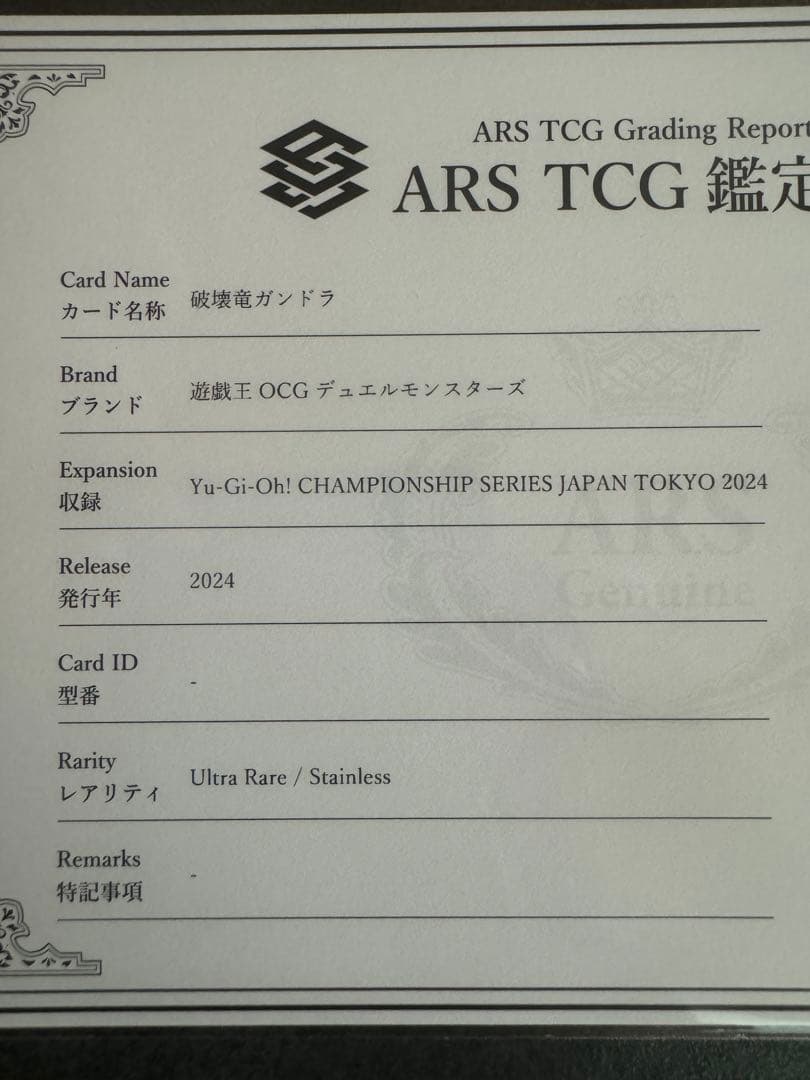 ARS TCG Grading Report
ARS TCG 鑑定
Card Name
カード名称
破壊竜ガンドラ
Brand
ブランド
遊戯王 OCG デュエルモンスターズ
Expansion
収録
Yu-Gi-Oh! CHAMPIONSHIP SERIES JAPAN TOKYO 2024
Release
発行年
2024
Card ID
型番
-
Rarity
レアリティ
Ultra Rare / Stainless
Remarks
特記事項
-
ARS
Genuine